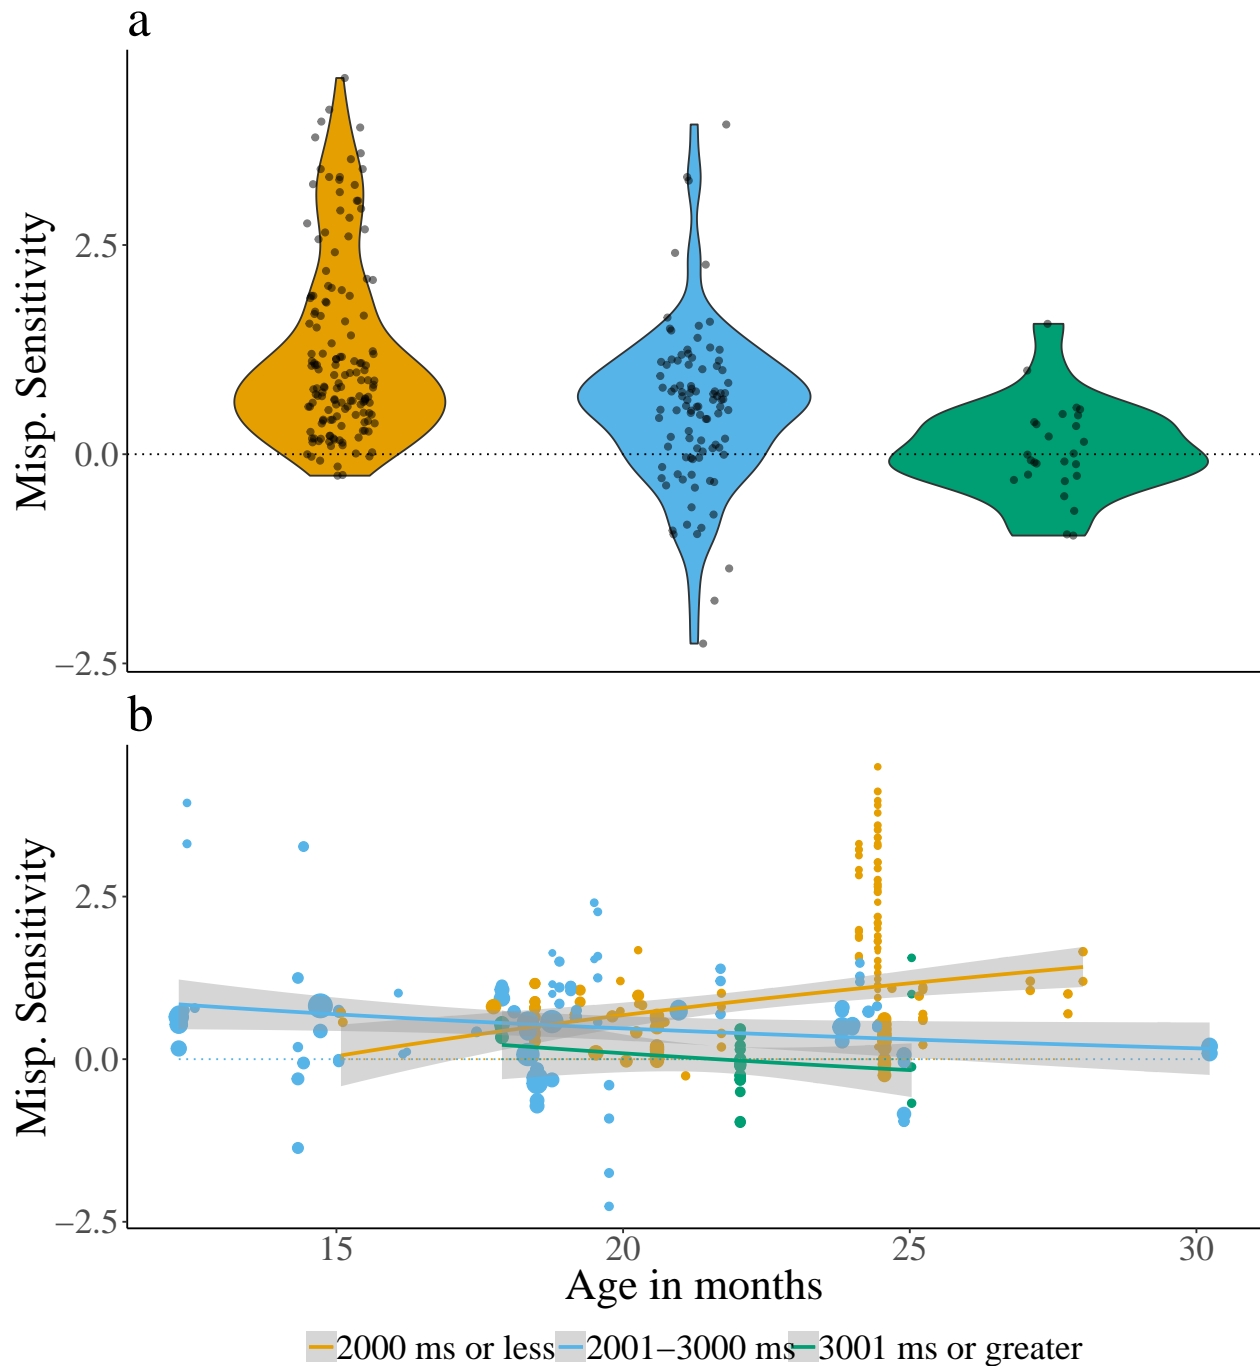 a
Misp. Sensitivity
2.5
0.0
−2.5
b
Misp. Sensitivity
2.5
0.0
−2.5
15 20 25 30
Age in months
2000 ms or less 2001−3000 ms 3001 ms or greater